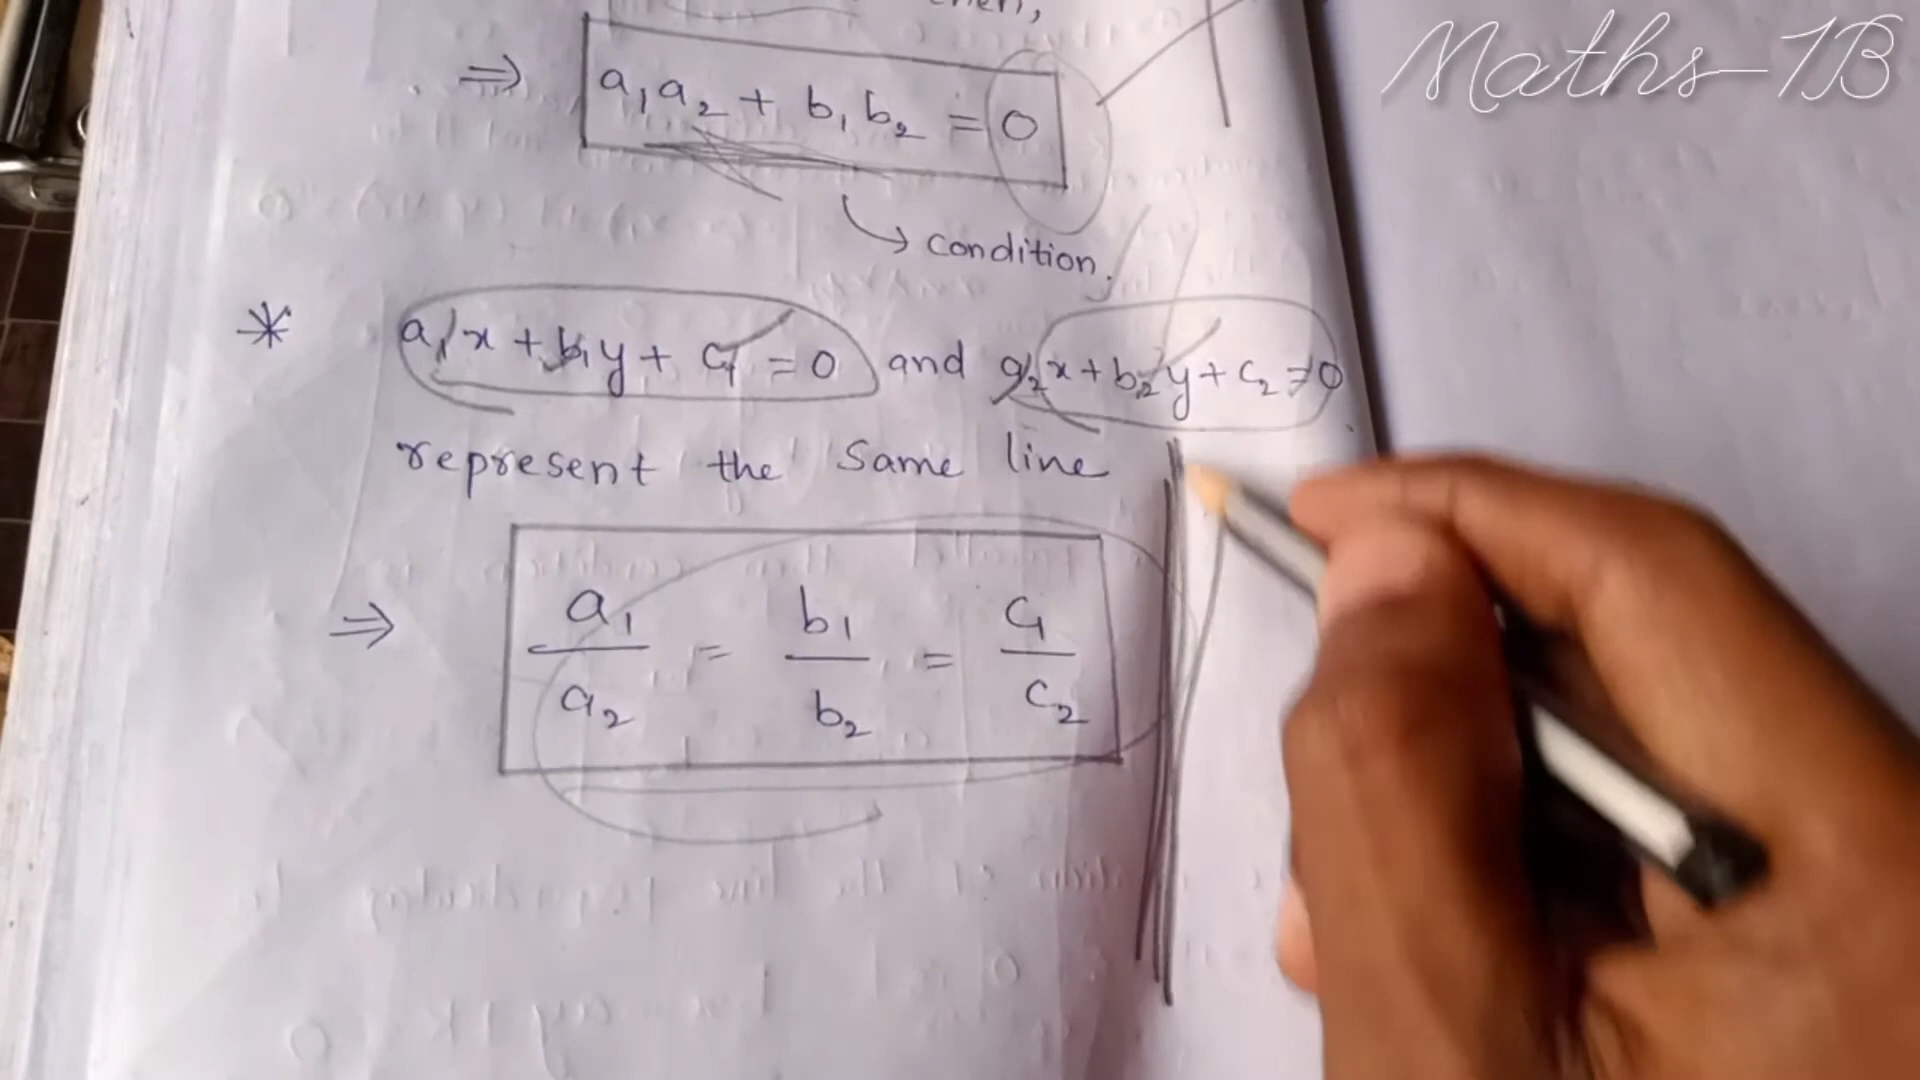 Maths-1B
⇒ a₁a₂ + b₁b₂ = 0
↳ condition.
* a₁x + b₁y + c₁ = 0 and a₂x + b₂y + c₂ = 0
represent the same line
⇒ a₁/a₂ = b₁/b₂ = c₁/c₂